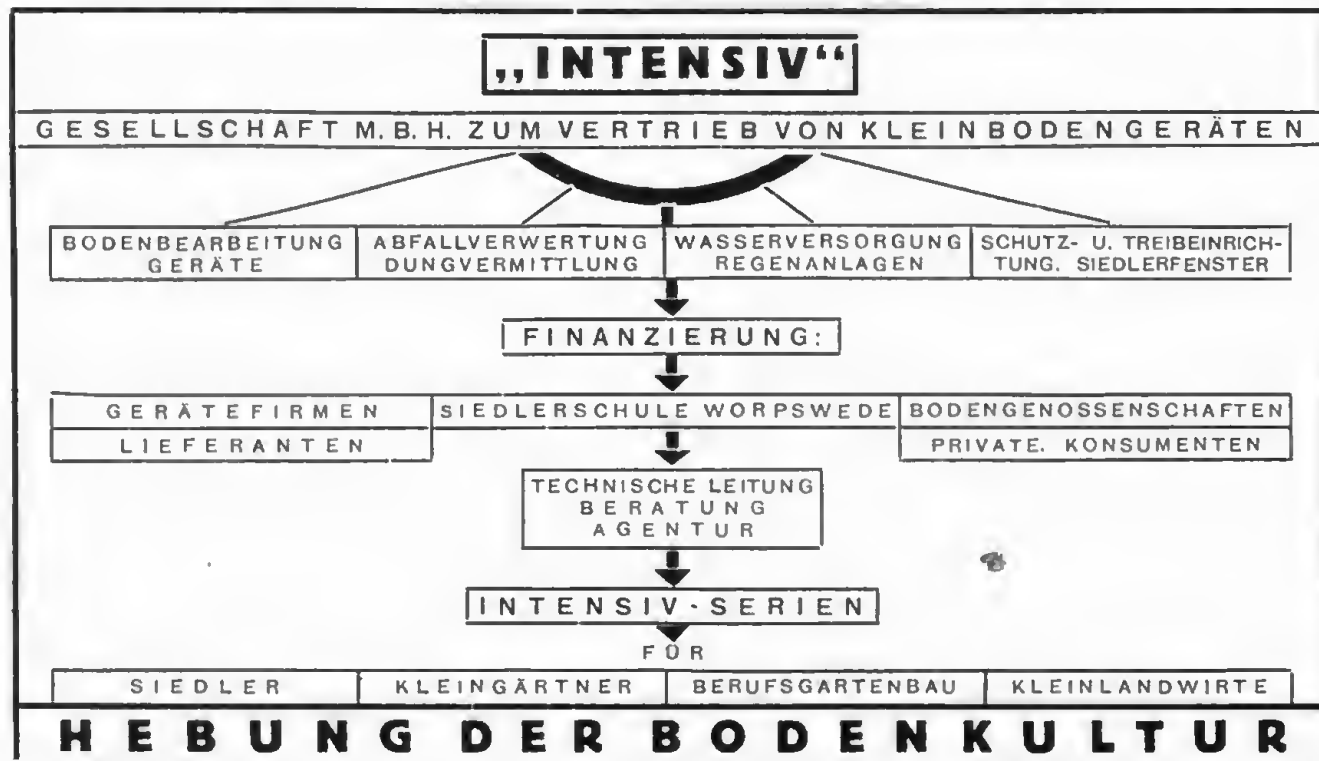 „INTENSIV“
GESELLSCHAFT M. B. H. ZUM VERTRIEB VON KLEINBODENGERÄTEN
BODENBEARBEITUNG
GERÄTE
ABFALLVERWERTUNG
DUNGVERMITTLUNG
WASSERVERSORGUNG
REGENANLAGEN
SCHUTZ- U. TREIBEINRICH-
TUNG. SIEDLERFENSTER
FINANZIERUNG:
GERÄTEFIRMEN
LIEFERANTEN
SIEDLERSCHULE WORPSWEDE
BODENGENOSSENSCHAFTEN
PRIVATE. KONSUMENTEN
TECHNISCHE LEITUNG
BERATUNG
AGENTUR
INTENSIV-SERIEN
FÜR
SIEDLER
KLEINGÄRTNER
BERUFSGARTENBAU
KLEINLANDWIRTE
HEBUNG DER BODENKULTUR